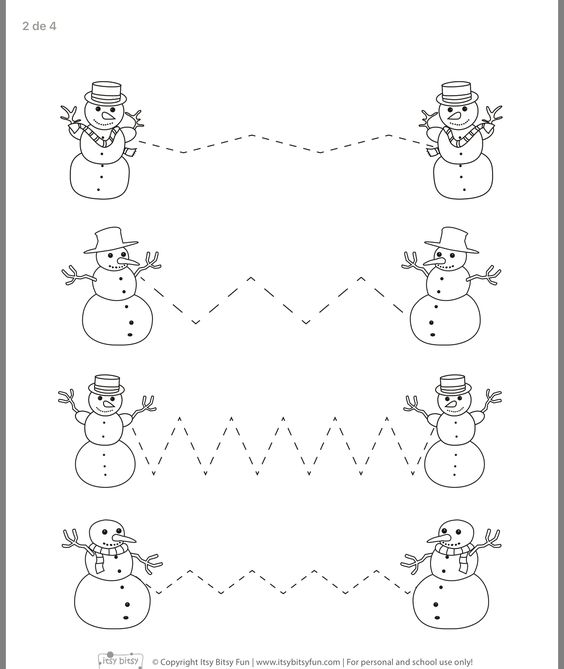 2 de 4
itsy bitsy
© Copyright Itsy Bitsy Fun | www.itsybitsyfun.com | For personal and school use only!